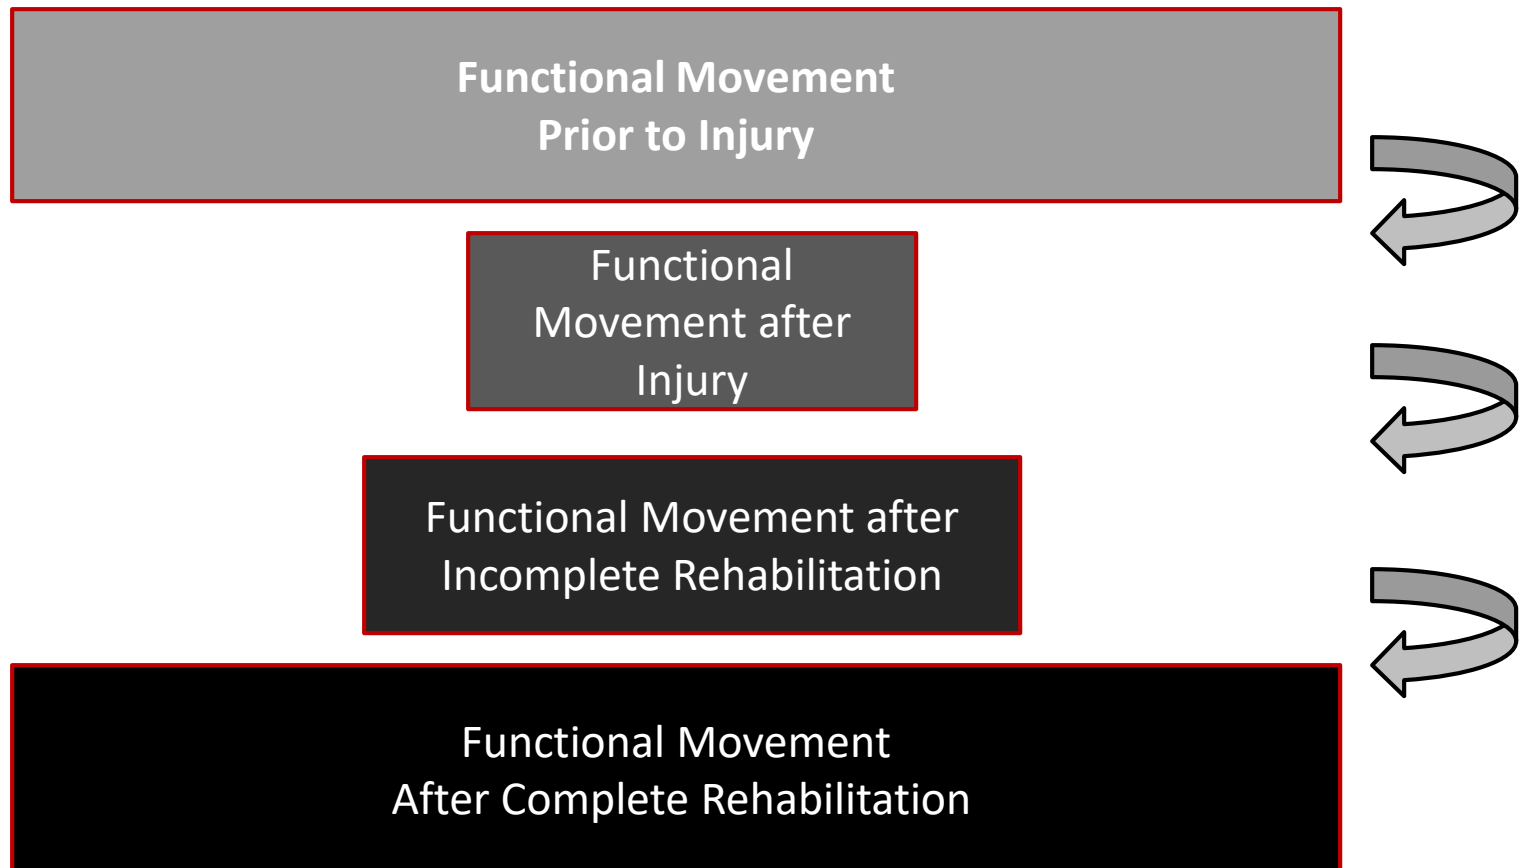 Functional Movement
Prior to Injury
Functional
Movement after
Injury
Functional Movement after
Incomplete Rehabilitation
Functional Movement
After Complete Rehabilitation